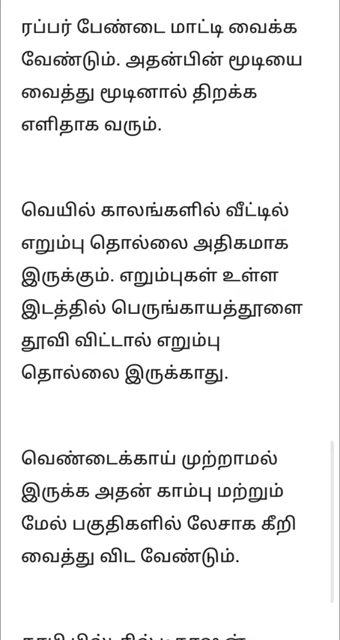 ரப்பர் பேண்டை மாட்டி வைக்க
வேண்டும். அதன்பின் மூடியை
வைத்து மூடினால் திறக்க
எளிதாக வரும்.
வெயில் காலங்களில் வீட்டில்
எறும்பு தொல்லை அதிகமாக
இருக்கும். எறும்புகள் உள்ள
இடத்தில் பெருங்காயத்தூளை
தூவி விட்டால் எறும்பு
தொல்லை இருக்காது.
வெண்டைக்காய் முற்றாமல்
இருக்க அதன் காம்பு மற்றும்
மேல் பகுதிகளில் லேசாக கீறி
வைத்து விட வேண்டும்.